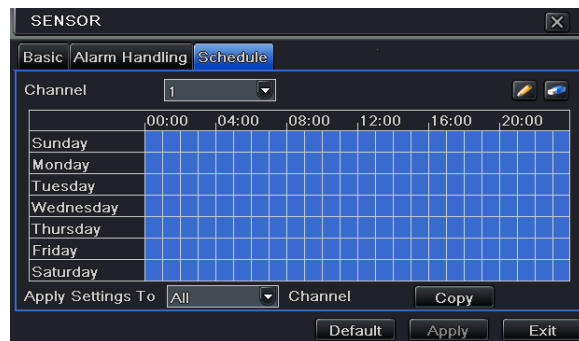 SENSOR
Basic Alarm Handling Schedule
Channel 1
00:00 04:00 08:00 12:00 16:00 20:00
Sunday
Monday
Tuesday
Wednesday
Thursday
Friday
Saturday
Apply Settings To All Channel Copy
Default Apply Exit